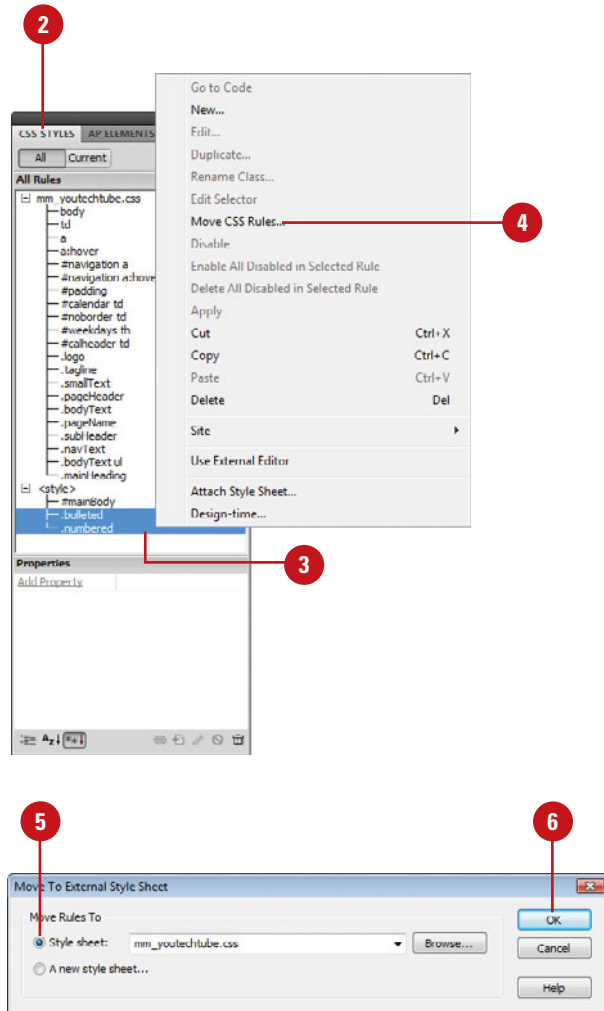 2
CSS STYLES AP ELEMENTS
All Current
All Rules
mm_youtechtube.css
body
td
a
a:hover
#navigation a
#navigation a:hove
#padding
#calendar td
#noborder td
#weekdays th
#calheader td
.logo
.tagline
.smallText
.pageHeader
.bodyText
.pageName
.subHeader
.navText
.bodyText ul
.mainHeading
<style>
#mainBody
.bulleted
.numbered
Go to Code
New...
Edit...
Duplicate...
Rename Class...
Edit Selector
Move CSS Rules...
4
Disable
Enable All Disabled in Selected Rule
Delete All Disabled in Selected Rule
Apply
Cut Ctrl+X
Copy Ctrl+C
Paste Ctrl+V
Delete Del
Site
Use External Editor
Attach Style Sheet...
Design-time...
3
Properties
Add Property
5
6
Move To External Style Sheet
Move Rules To
Style sheet: mm_youtechtube.css Browse...
A new style sheet...
OK
Cancel
Help